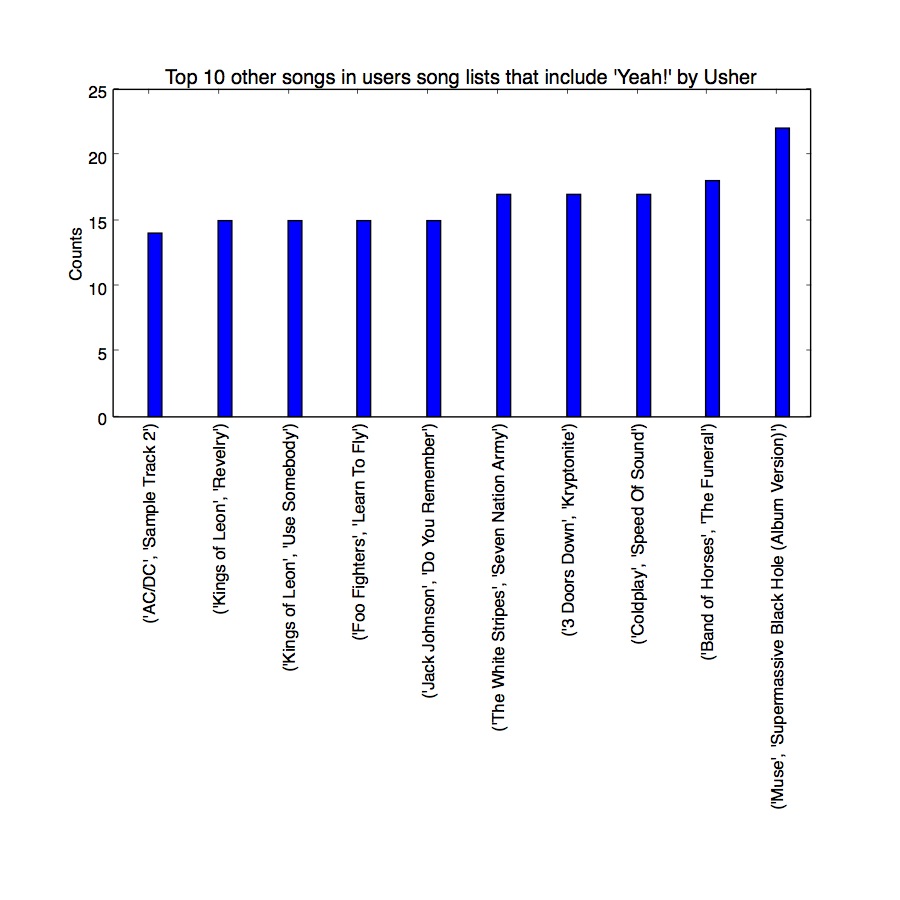 Top 10 other songs in users song lists that include 'Yeah!' by Usher
25
20
15
10
5
0
Counts
('AC/DC', 'Sample Track 2')
('Kings of Leon', 'Revelry')
('Kings of Leon', 'Use Somebody')
('Foo Fighters', 'Learn To Fly')
('Jack Johnson', 'Do You Remember')
('The White Stripes', 'Seven Nation Army')
('3 Doors Down', 'Kryptonite')
('Coldplay', 'Speed Of Sound')
('Band of Horses', 'The Funeral')
('Muse', 'Supermassive Black Hole (Album Version)')